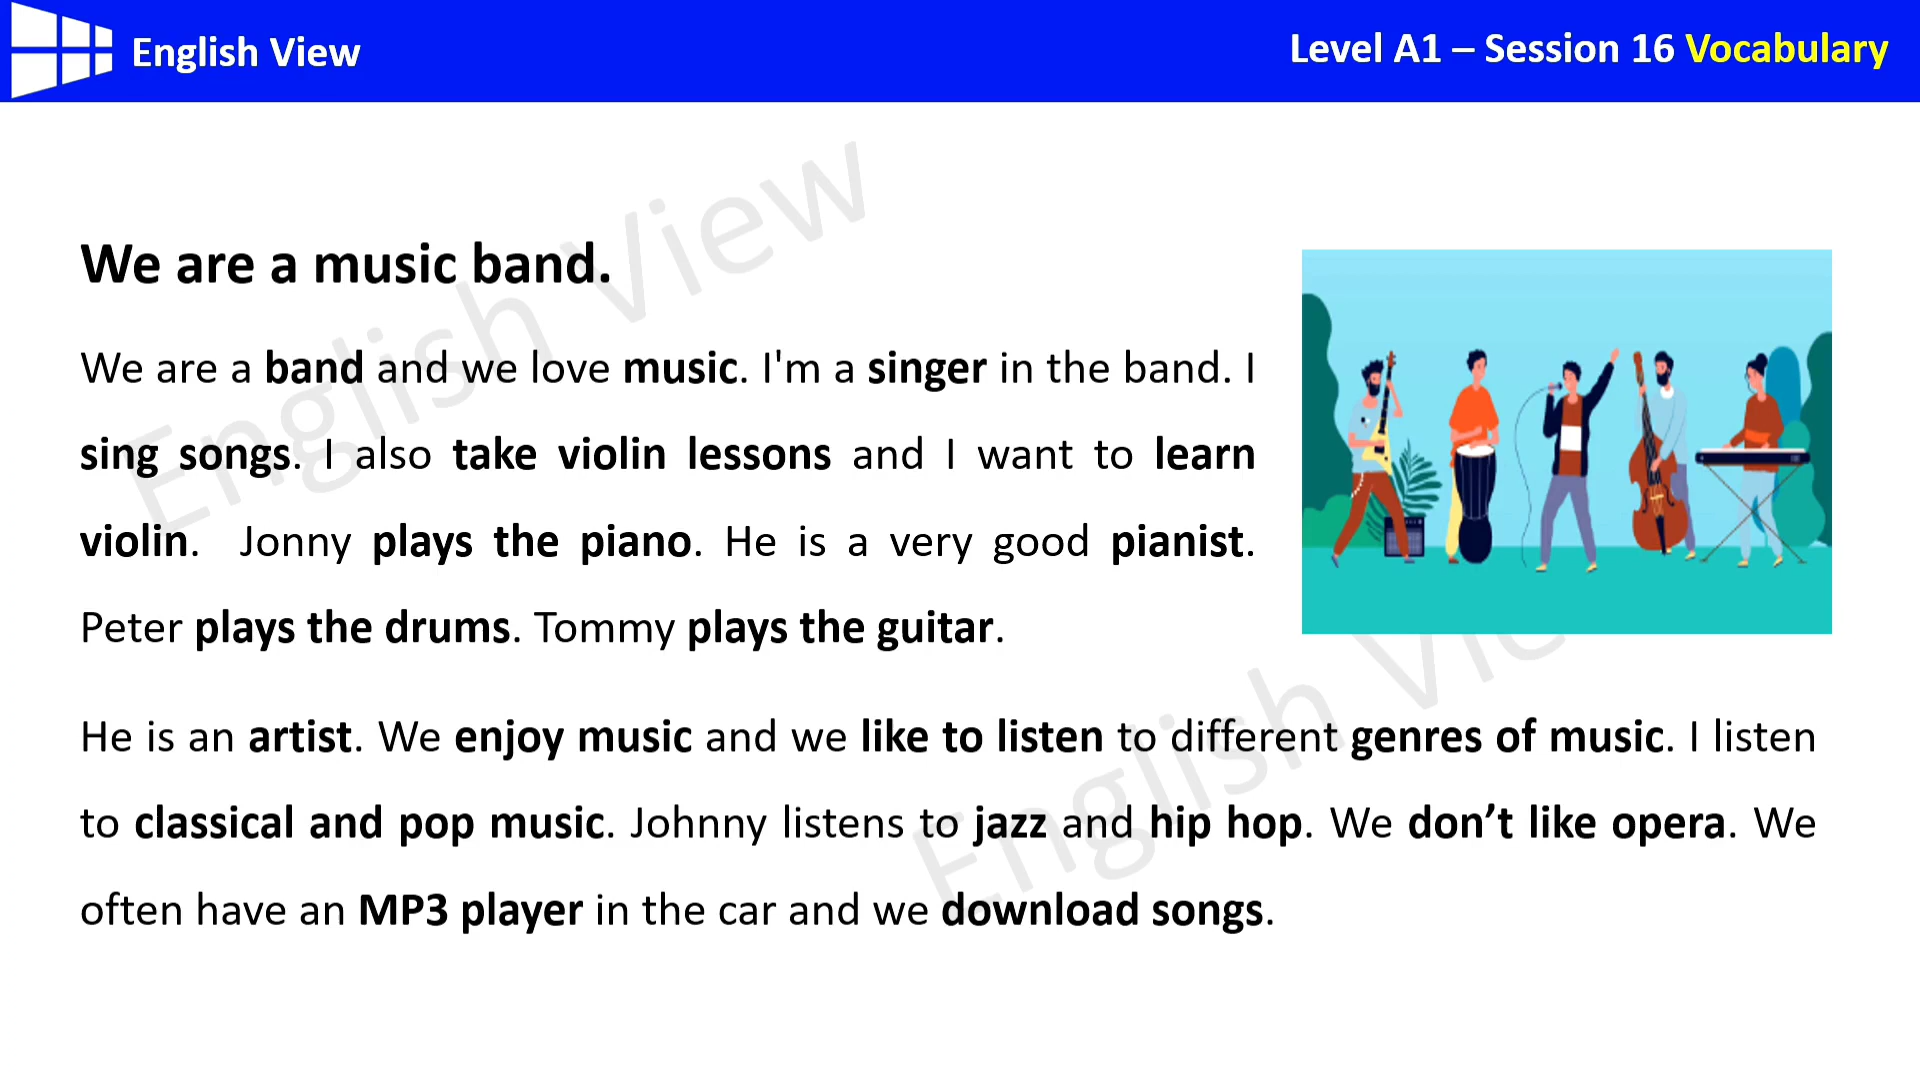 English View
Level A1 – Session 16 Vocabulary
We are a music band.
We are a band and we love music. I'm a singer in the band. I
sing songs. I also take violin lessons and I want to learn
violin. Jonny plays the piano. He is a very good pianist.
Peter plays the drums. Tommy plays the guitar.
He is an artist. We enjoy music and we like to listen to different genres of music. I listen
to classical and pop music. Johnny listens to jazz and hip hop. We don’t like opera. We
often have an MP3 player in the car and we download songs.
English View
English Vie